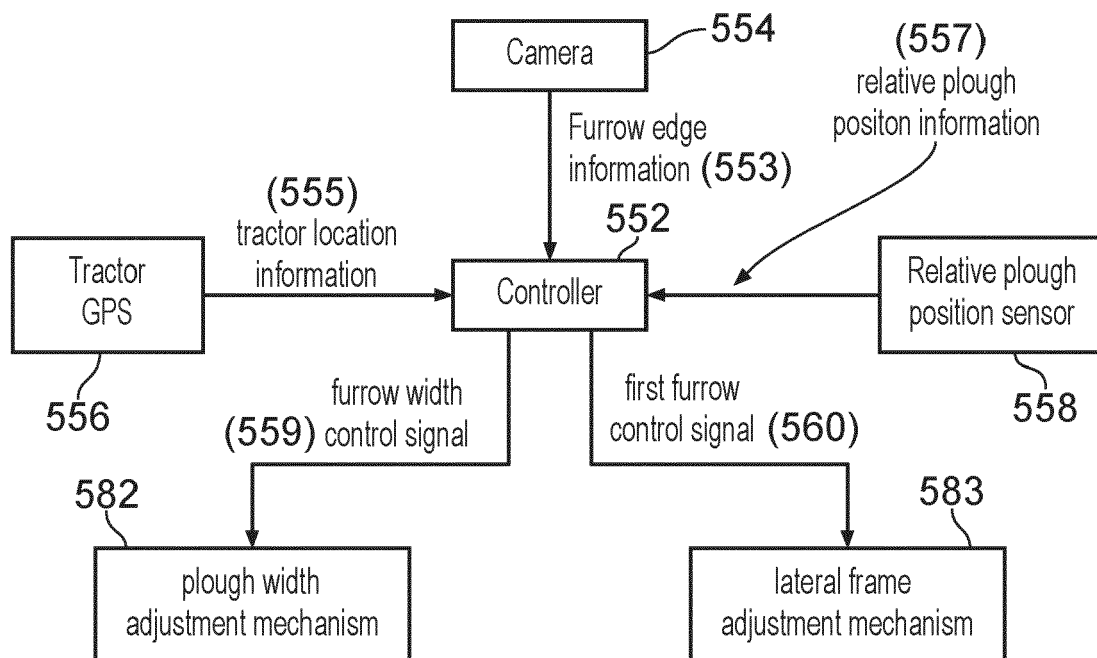 Camera
554
(557)
relative plough
positon information
Furrow edge
information (553)
(555)
tractor location
information
552
Tractor
GPS
Controller
Relative plough
position sensor
556
558
furrow width
(559) control signal
first furrow
control signal (560)
582
583
plough width
adjustment mechanism
lateral frame
adjustment mechanism